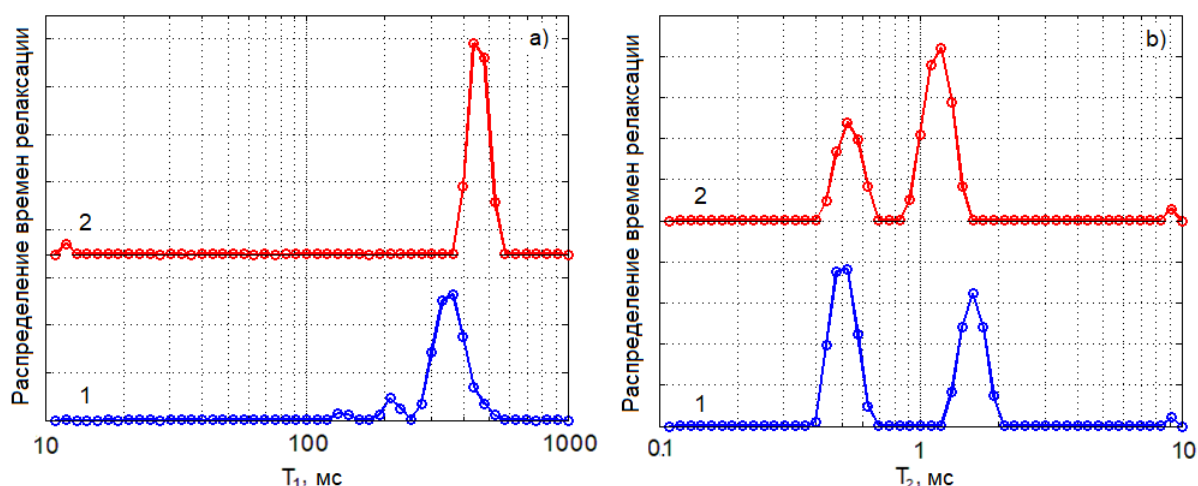 Распределение времен релаксации
a)
2
1
10
100
1000
T1, мс
Распределение времен релаксации
b)
2
1
0.1
1
10
T2, мс